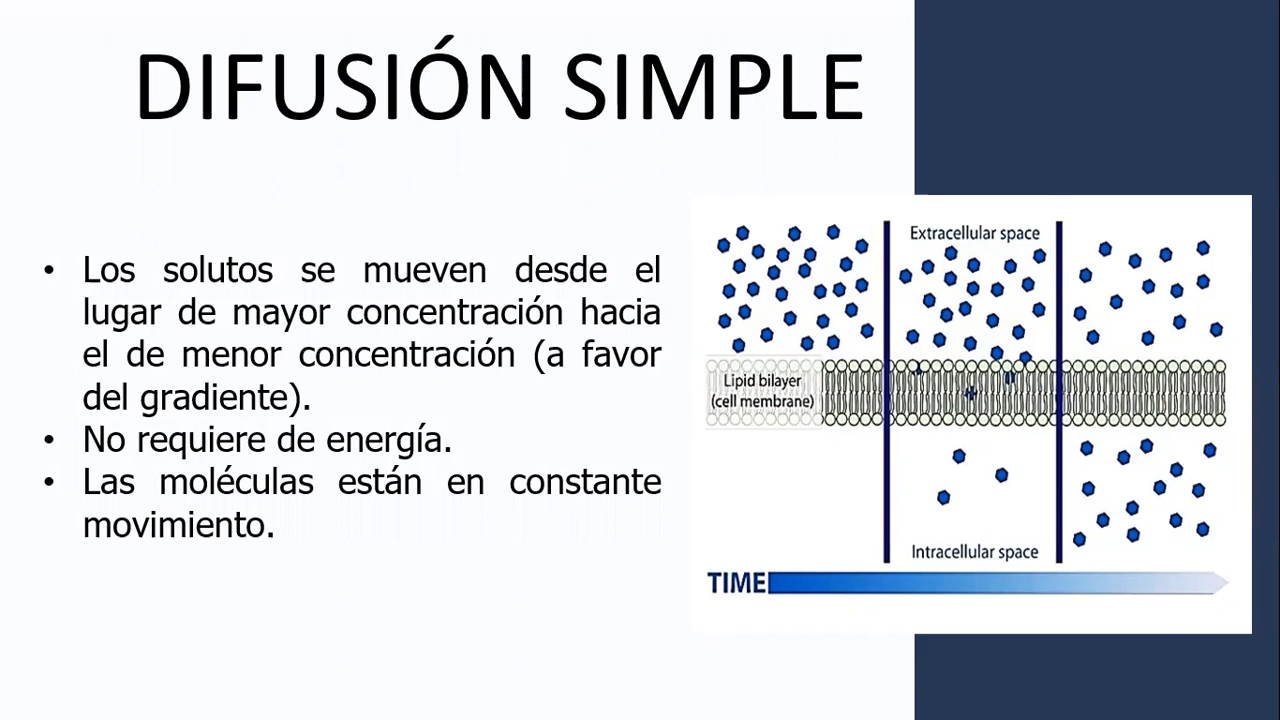 DIFUSIÓN SIMPLE
• Los solutos se mueven desde el
lugar de mayor concentración hacia
el de menor concentración (a favor
del gradiente).
• No requiere de energía.
• Las moléculas están en constante
movimiento.
Extracellular space
Lipid bilayer
(cell membrane)
Intracellular space
TIME